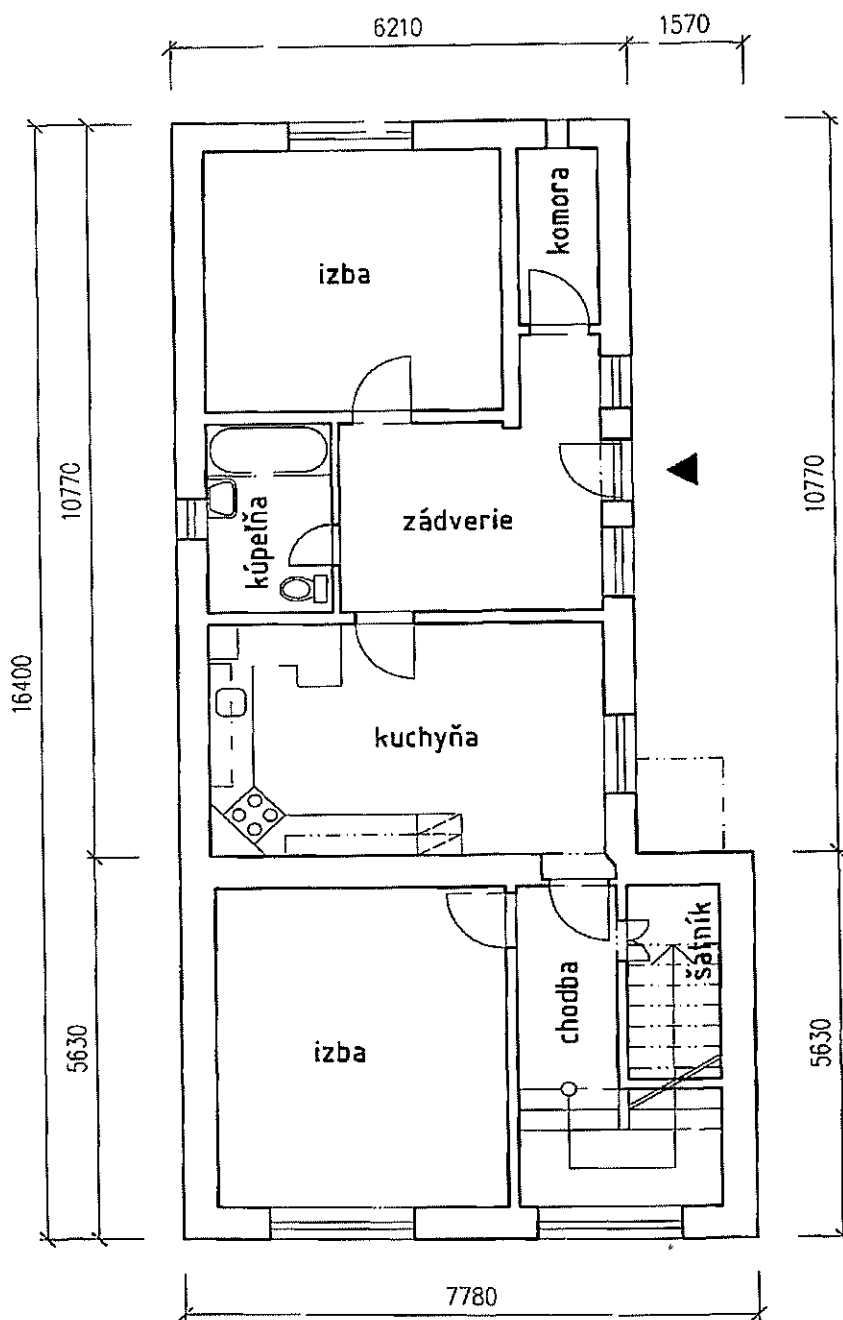 6210
1570
izba
komora
10770
10770
kúpeľňa
zádverie
16400
kuchyňa
šatník
chodba
izba
5630
5630
7780